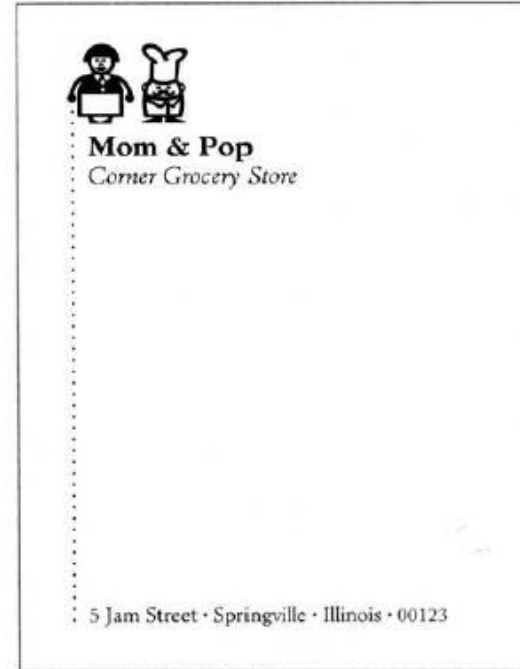 Mom & Pop
Corner Grocery Store
5 Jam Street · Springville · Illinois · 00123